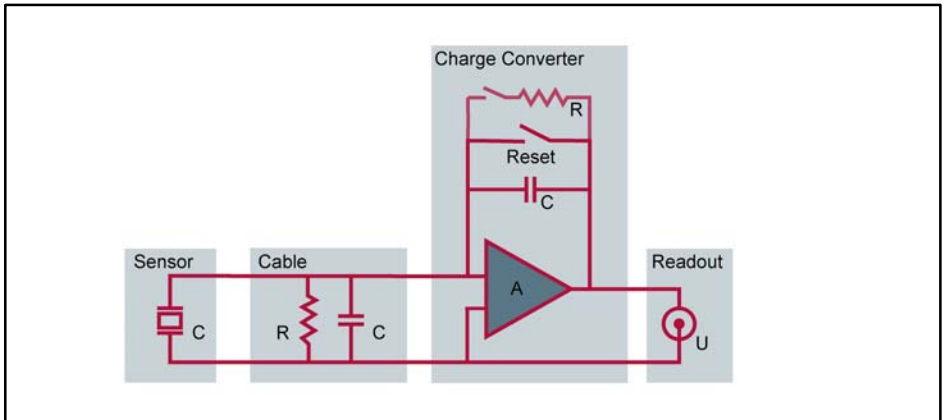 Charge Converter
R
Reset
C
Sensor
Cable
Readout
A
C
R
C
U